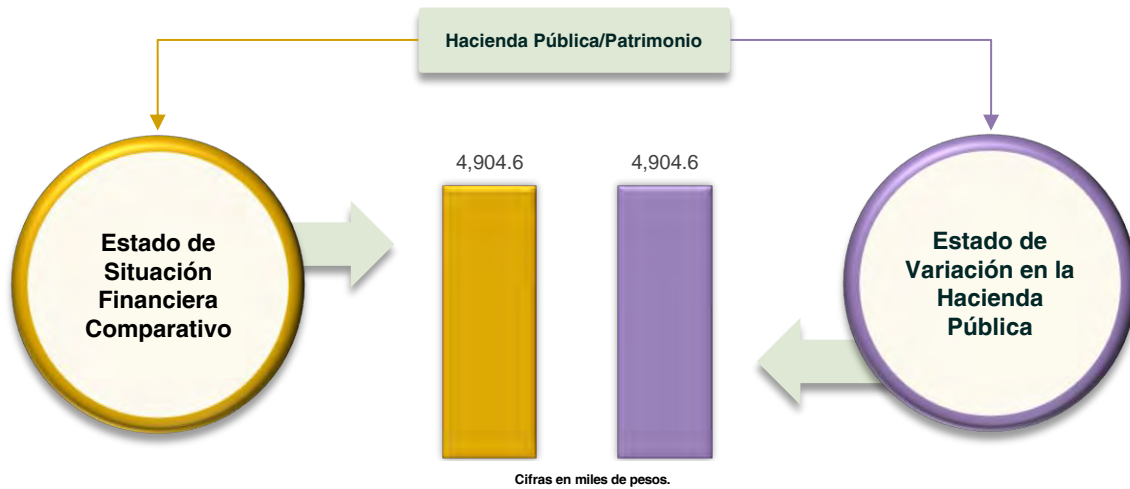 Hacienda Pública/Patrimonio
4,904.6
4,904.6
Estado de
Situación
Financiera
Comparativo
Estado de
Variación en la
Hacienda
Pública
Cifras en miles de pesos.